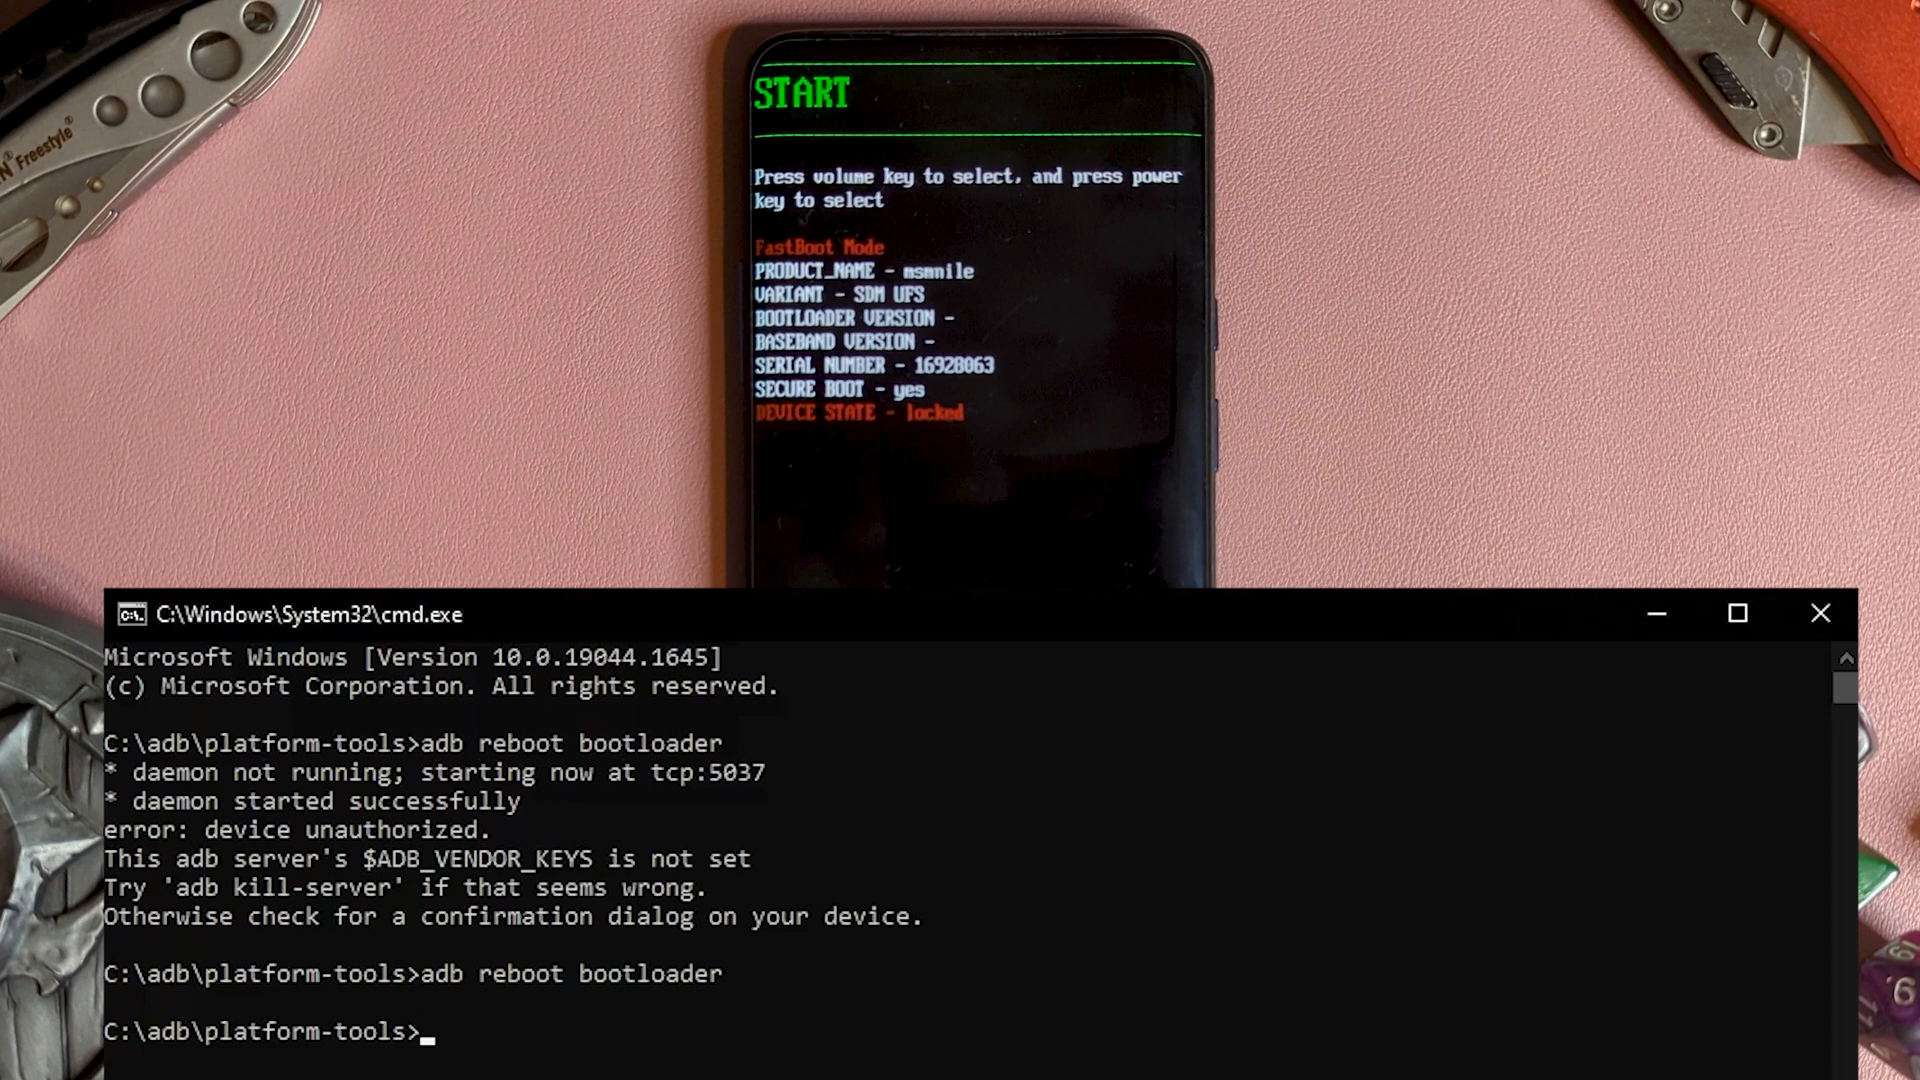 N® Freestyle®
START
Press volume key to select, and press power
key to select
FastBoot Mode
PRODUCT_NAME - msmnile
VARIANT - SDM UFS
BOOTLOADER VERSION -
BASEBAND VERSION -
SERIAL NUMBER - 16928063
SECURE BOOT - yes
DEVICE STATE - locked
C:\Windows\System32\cmd.exe
Microsoft Windows [Version 10.0.19044.1645]
(c) Microsoft Corporation. All rights reserved.
C:\adb\platform-tools>adb reboot bootloader
* daemon not running; starting now at tcp:5037
* daemon started successfully
error: device unauthorized.
This adb server's $ADB_VENDOR_KEYS is not set
Try 'adb kill-server' if that seems wrong.
Otherwise check for a confirmation dialog on your device.
C:\adb\platform-tools>adb reboot bootloader
C:\adb\platform-tools>
19
9
11